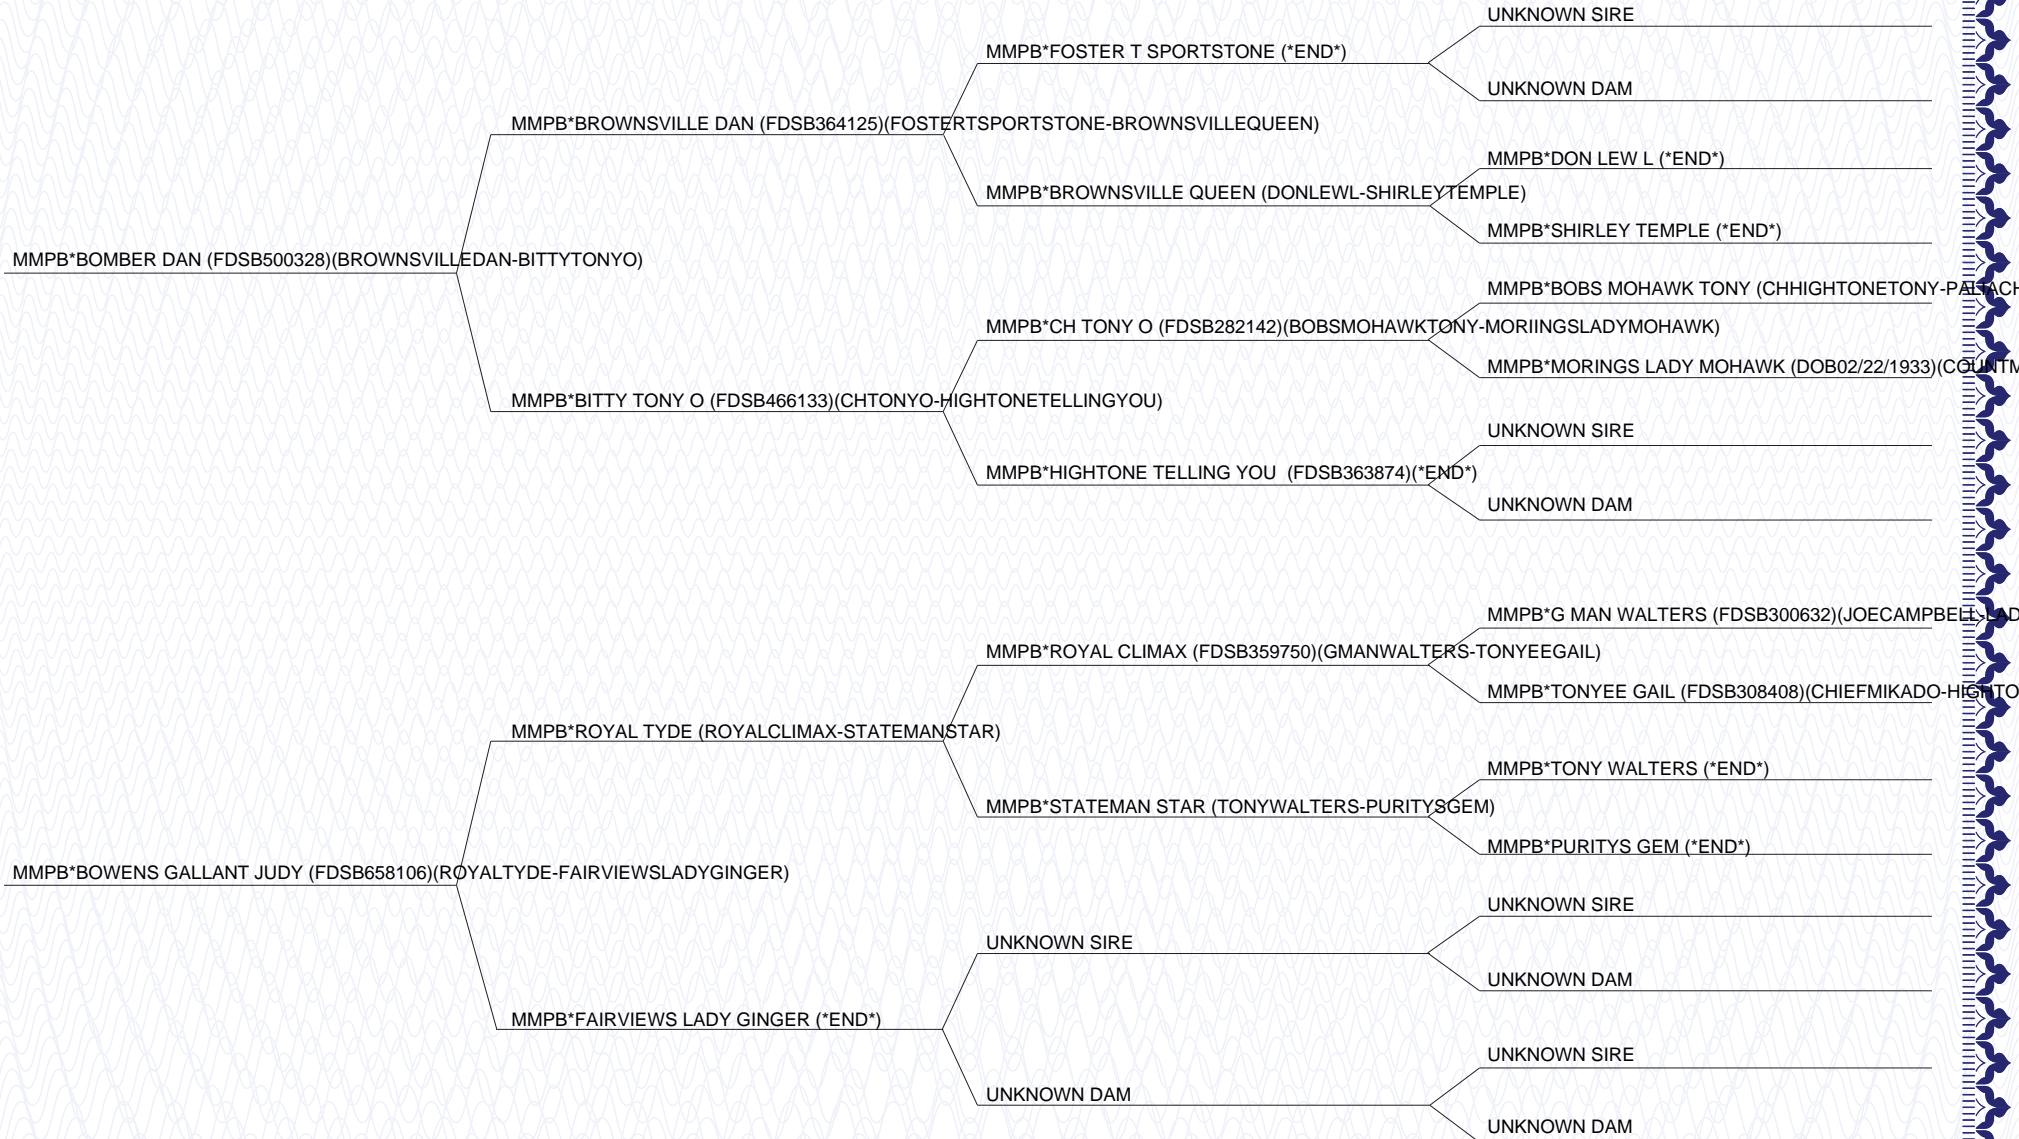 UNKNOWN SIRE
MMPB*FOSTER T SPORTSTONE (*END*)
UNKNOWN DAM
MMPB*BROWNSVILLE DAN (FDSB364125)(FOSTERTSPORTSTONE-BROWNSVILLEQUEEN)
MMPB*DON LEW L (*END*)
MMPB*BROWNSVILLE QUEEN (DONLEWL-SHIRLEYTEMPLE)
MMPB*SHIRLEY TEMPLE (*END*)
MMPB*BOMBER DAN (FDSB500328)(BROWNSVILLEDAN-BITTYTONYO)
MMPB*BOBS MOHAWK TONY (CHHIGHTONETONY-PALIACH
MMPB*CH TONY O (FDSB282142)(BOBSMOHAWKTONY-MORIINGSLADYMOHAWK)
MMPB*MORINGS LADY MOHAWK (DOB02/22/1933)(COUNTM
MMPB*BITTY TONY O (FDSB466133)(CHTONYO-HIGHTONETELLINGYOU)
UNKNOWN SIRE
MMPB*HIGHTONE TELLING YOU  (FDSB363874)(*END*)
UNKNOWN DAM
MMPB*G MAN WALTERS (FDSB300632)(JOECAMPBELL-LAD
MMPB*ROYAL CLIMAX (FDSB359750)(GMANWALTERS-TONYEEGAIL)
MMPB*TONYEE GAIL (FDSB308408)(CHIEFMIKADO-HIGHTO
MMPB*ROYAL TYDE (ROYALCLIMAX-STATEMANSTAR)
MMPB*TONY WALTERS (*END*)
MMPB*STATEMAN STAR (TONYWALTERS-PURITYSGEM)
MMPB*PURITYS GEM (*END*)
MMPB*BOWENS GALLANT JUDY (FDSB658106)(ROYALTYDE-FAIRVIEWSLADYGINGER)
UNKNOWN SIRE
UNKNOWN SIRE
UNKNOWN DAM
MMPB*FAIRVIEWS LADY GINGER (*END*)
UNKNOWN SIRE
UNKNOWN DAM
UNKNOWN DAM